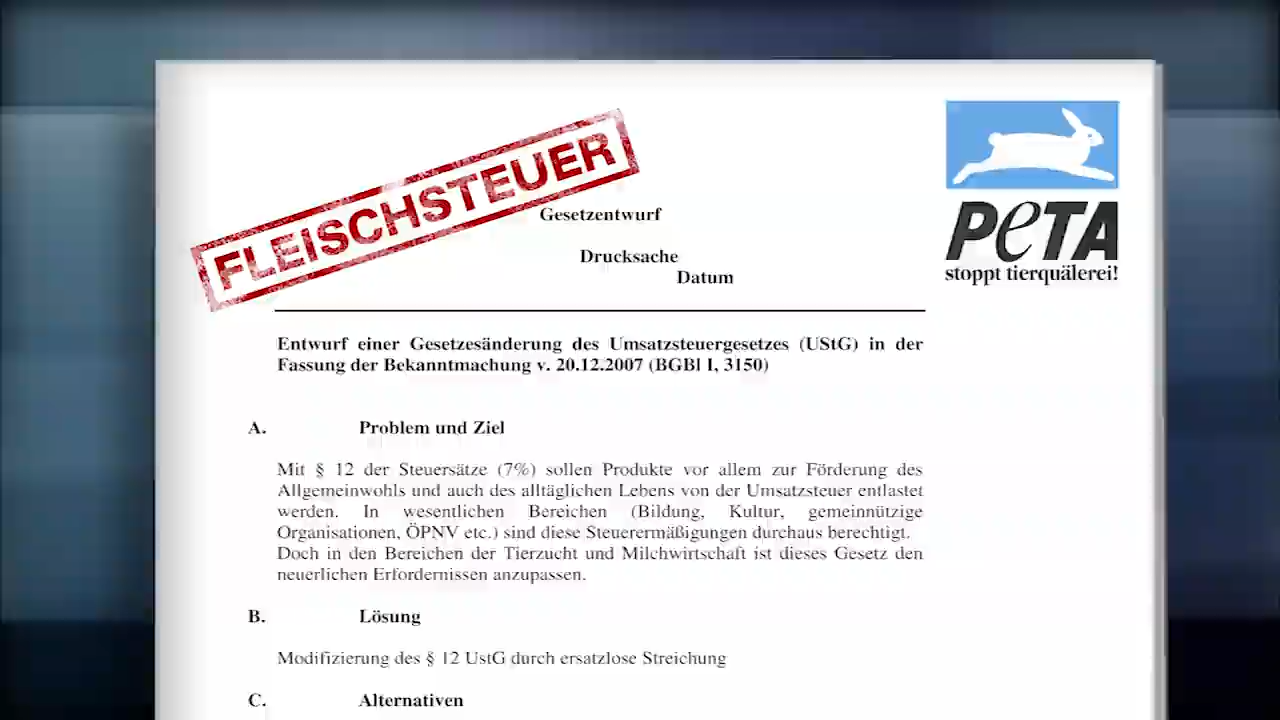 FLEISCHSTEUER
PETA
stoppt tierquälerei!
Gesetzentwurf
Drucksache
Datum
Entwurf einer Gesetzesänderung des Umsatzsteuergesetzes (UStG) in der
Fassung der Bekanntmachung v. 20.12.2007 (BGBl I, 3150)
A. Problem und Ziel
Mit § 12 der Steuersätze (7%) sollen Produkte vor allem zur Förderung des
Allgemeinwohls und auch des alltäglichen Lebens von der Umsatzsteuer entlastet
werden. In wesentlichen Bereichen (Bildung, Kultur, gemeinnützige
Organisationen, ÖPNV etc.) sind diese Steuerermäßigungen durchaus berechtigt.
Doch in den Bereichen der Tierzucht und Milchwirtschaft ist dieses Gesetz den
neuerlichen Erfordernissen anzupassen.
B. Lösung
Modifizierung des § 12 UstG durch ersatzlose Streichung
C. Alternativen